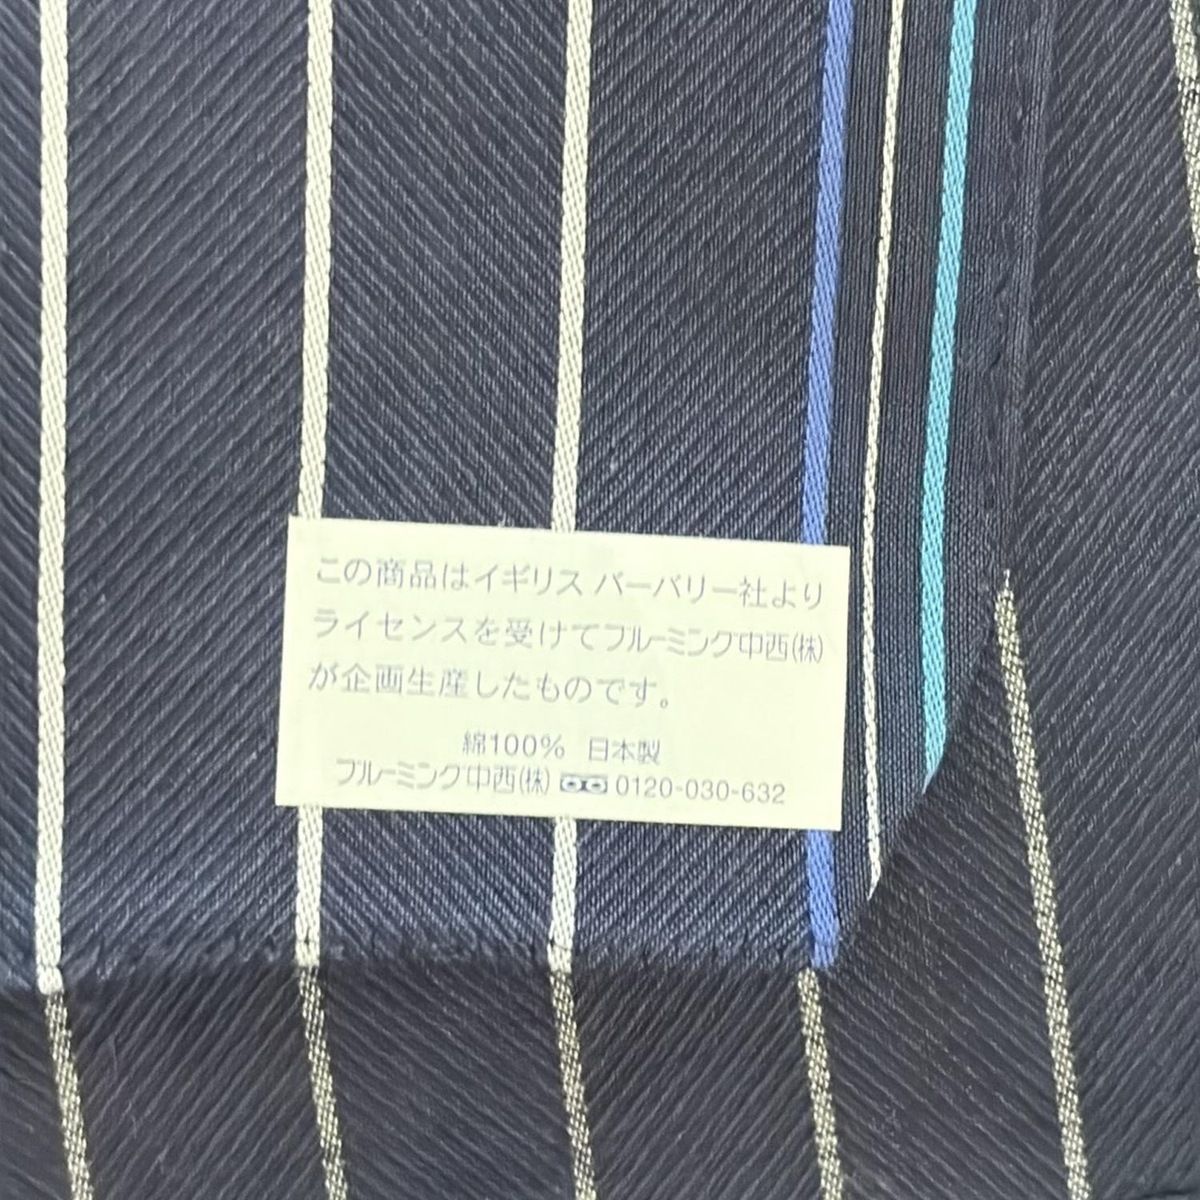 この商品はイギリス バーバリー社より
ライセンスを受けてブルーミング中西(株)
が企画生産したものです。
綿100% 日本製
ブルーミング中西(株) 0120-030-632